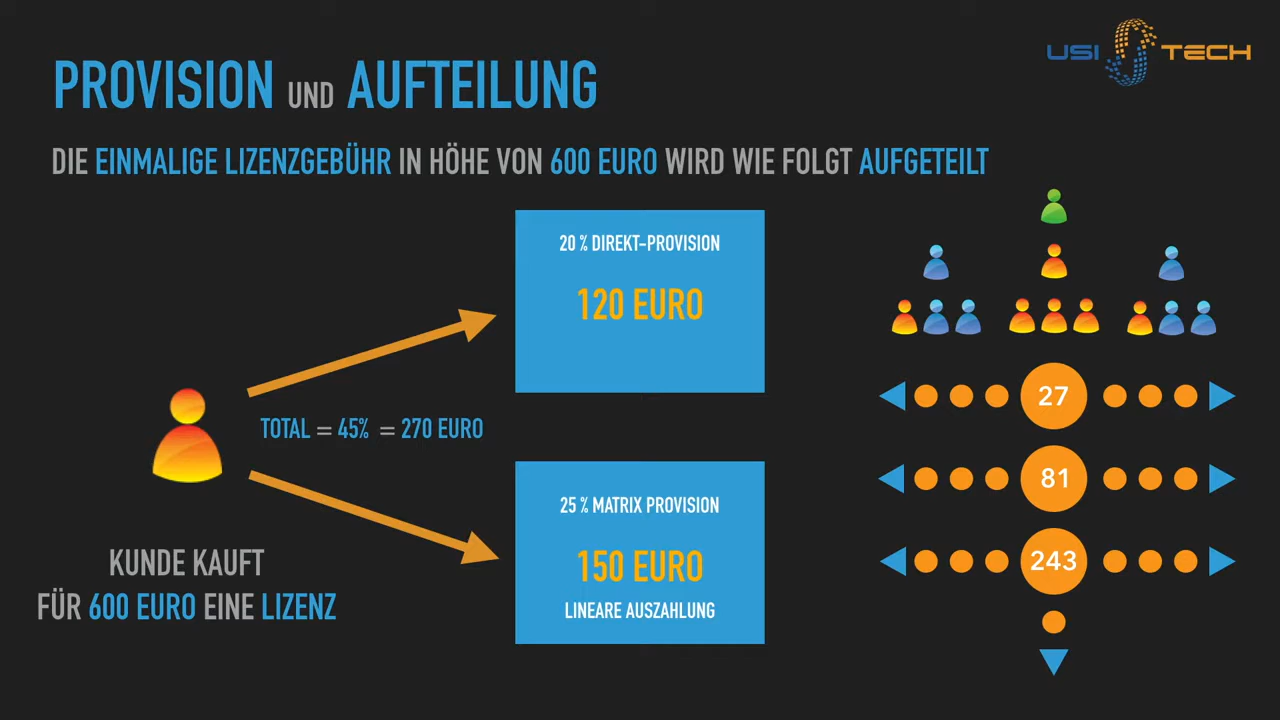 USI TECH
PROVISION UND AUFTEILUNG
DIE EINMALIGE LIZENZGEBÜHR IN HÖHE VON 600 EURO WIRD WIE FOLGT AUFGETEILT
20 % DIREKT-PROVISION
120 EURO
TOTAL = 45% = 270 EURO
25 % MATRIX PROVISION
150 EURO
LINEARE AUSZAHLUNG
KUNDE KAUFT
FÜR 600 EURO EINE LIZENZ
27
81
243